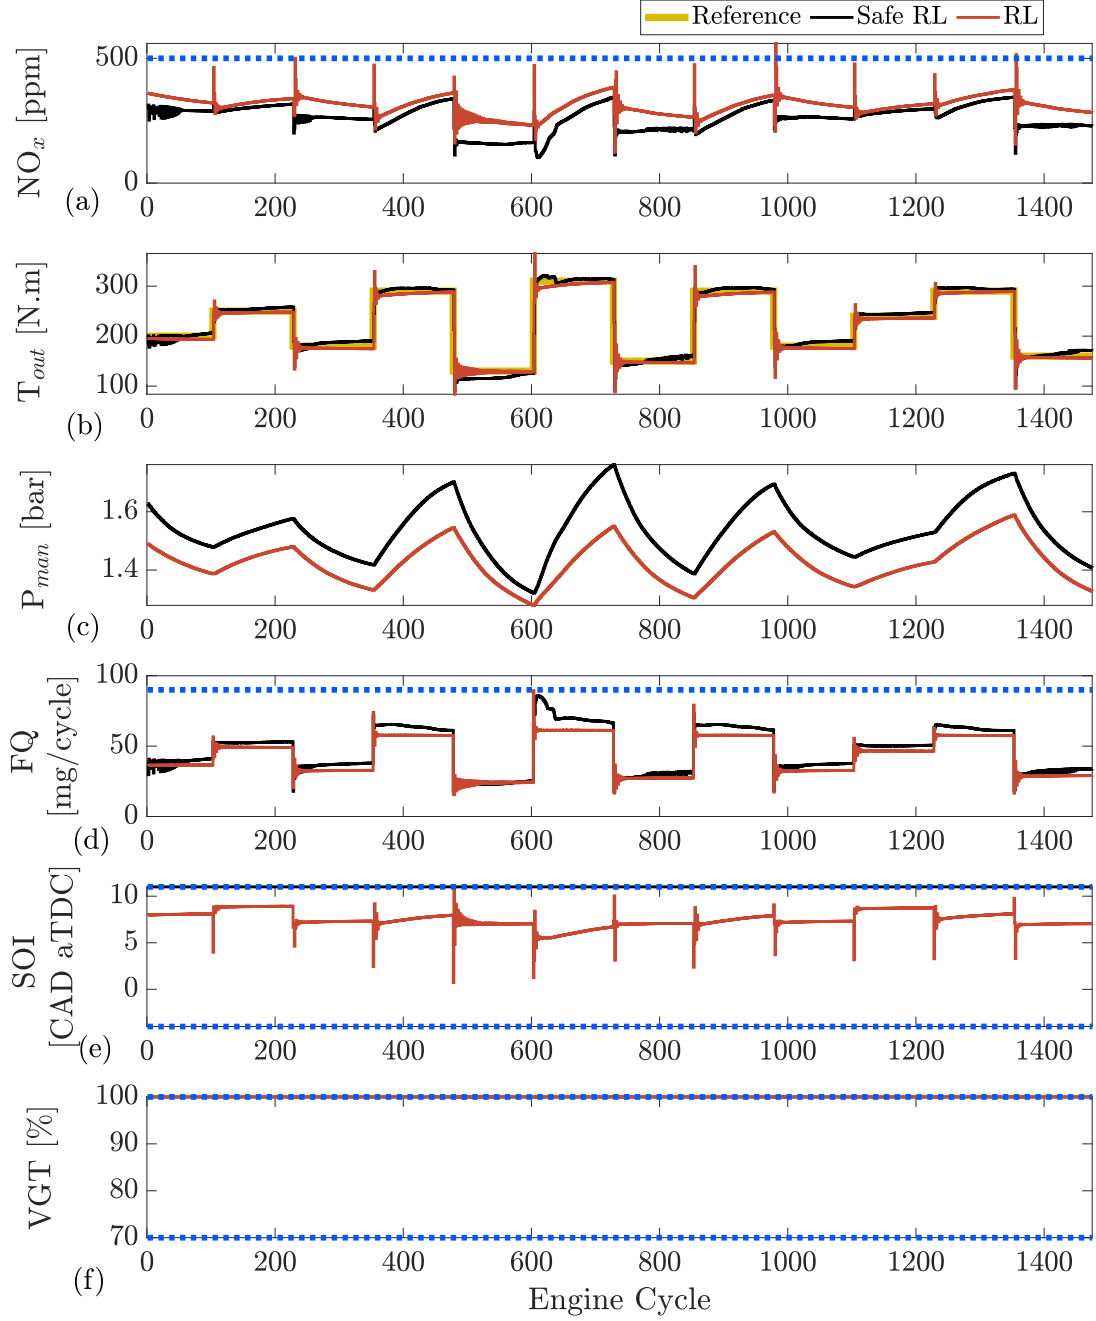 Reference Safe RL RL
NOx [ppm]
500
0
(a)
0 200 400 600 800 1000 1200 1400
Tout [N.m]
300
200
100
(b)
0 200 400 600 800 1000 1200 1400
Pman [bar]
1.6
1.4
(c)
0 200 400 600 800 1000 1200 1400
FQ
[mg/cycle]
100
50
0
(d)
0 200 400 600 800 1000 1200 1400
SOI
[CAD aTDC]
10
5
0
(e)
0 200 400 600 800 1000 1200 1400
VGT [%]
100
90
80
70
(f)
0 200 400 600 800 1000 1200 1400
Engine Cycle